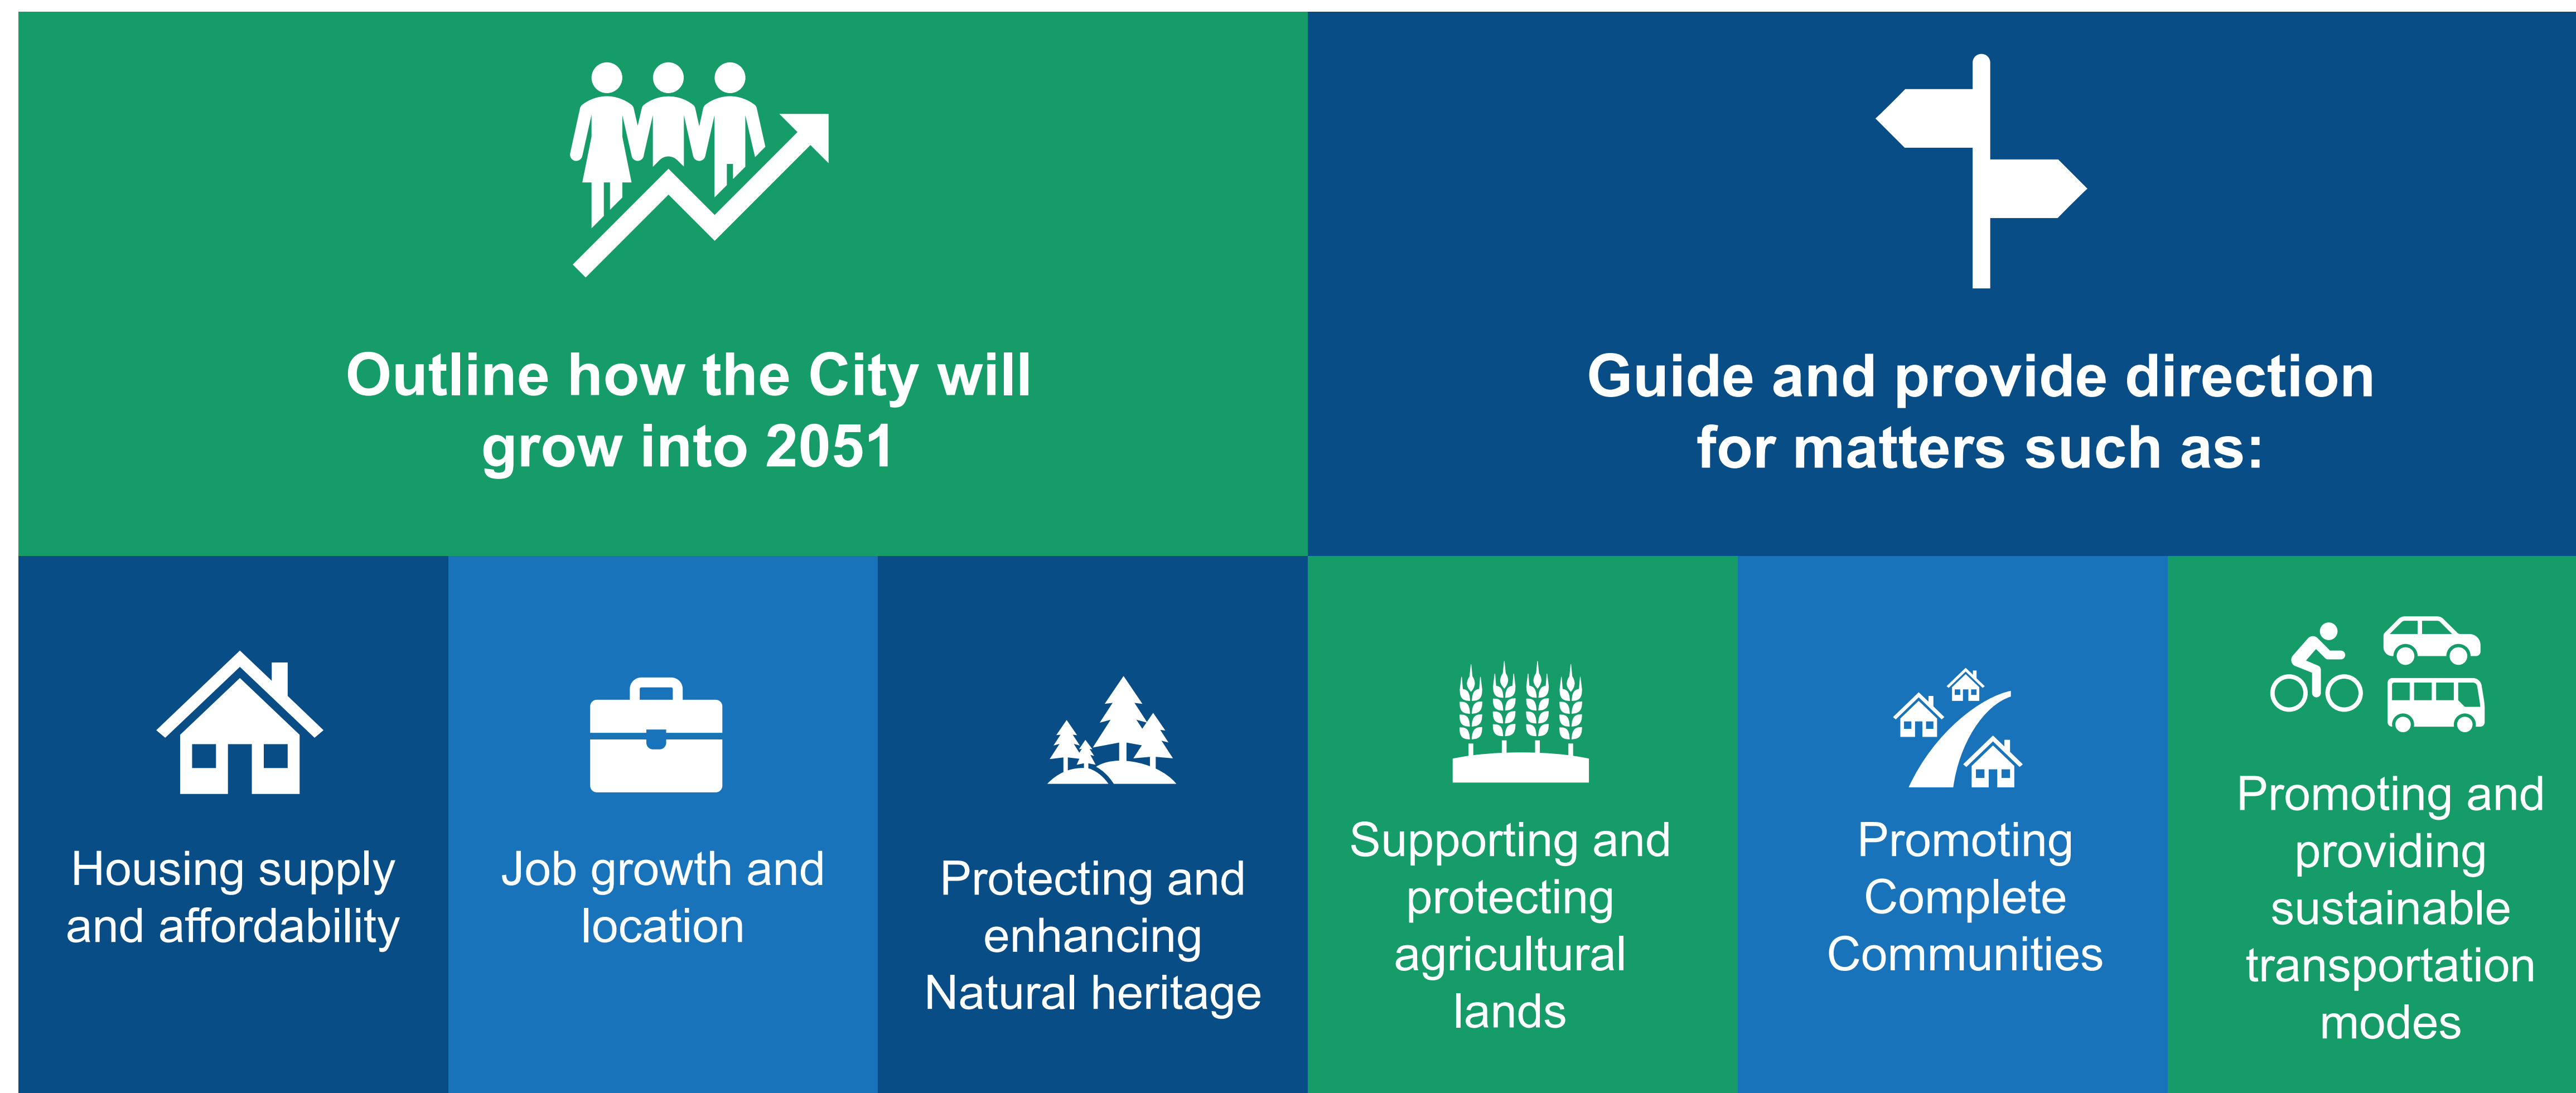 Outline how the City will
grow into 2051
Guide and provide direction
for matters such as:
Housing supply
and affordability
Job growth and
location
Protecting and
enhancing
Natural heritage
Supporting and
protecting
agricultural
lands
Promoting
Complete
Communities
Promoting and
providing
sustainable
transportation
modes